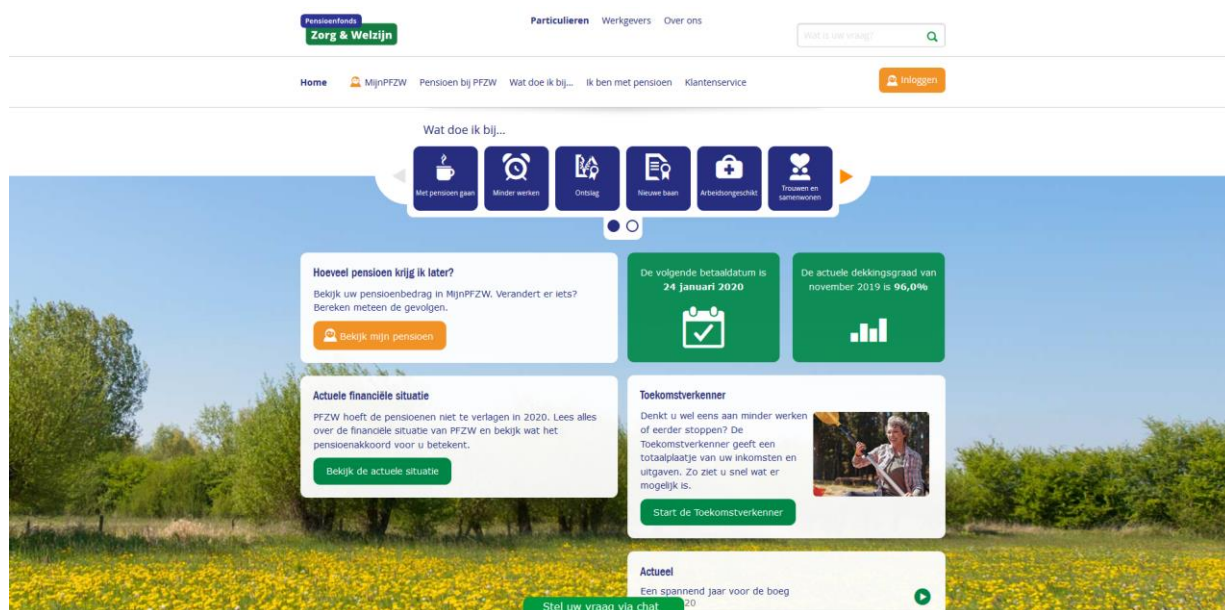 Pensioenfonds
Zorg & Welzijn
Particulieren Werkgevers Over ons
Wat is uw vraag?
Home MijnPFZW Pensioen bij PFZW Wat doe ik bij... Ik ben met pensioen Klantenservice
Inloggen
Wat doe ik bij...
Met pensioen gaan
Minder werken
Ontslag
Nieuwe baan
Arbeidsongeschikt
Trouwen en
samenwonen
Hoeveel pensioen krijg ik later?
Bekijk uw pensioenbedrag in MijnPFZW. Verandert er iets?
Bereken meteen de gevolgen.
Bekijk mijn pensioen
De volgende betaaldatum is
24 januari 2020
De actuele dekkingsgraad van
november 2019 is 96,0%
Actuele financiële situatie
PFZW hoeft de pensioenen niet te verlagen in 2020. Lees alles
over de financiële situatie van PFZW en bekijk wat het
pensioenakkoord voor u betekent.
Bekijk de actuele situatie
Toekomstverkenner
Denkt u wel eens aan minder werken
of eerder stoppen? De
Toekomstverkenner geeft een
totaalplaatje van uw inkomsten en
uitgaven. Zo ziet u snel wat er
mogelijk is.
Start de Toekomstverkenner
Actueel
Een spannend jaar voor de boeg
20
Stel uw vraag via chat